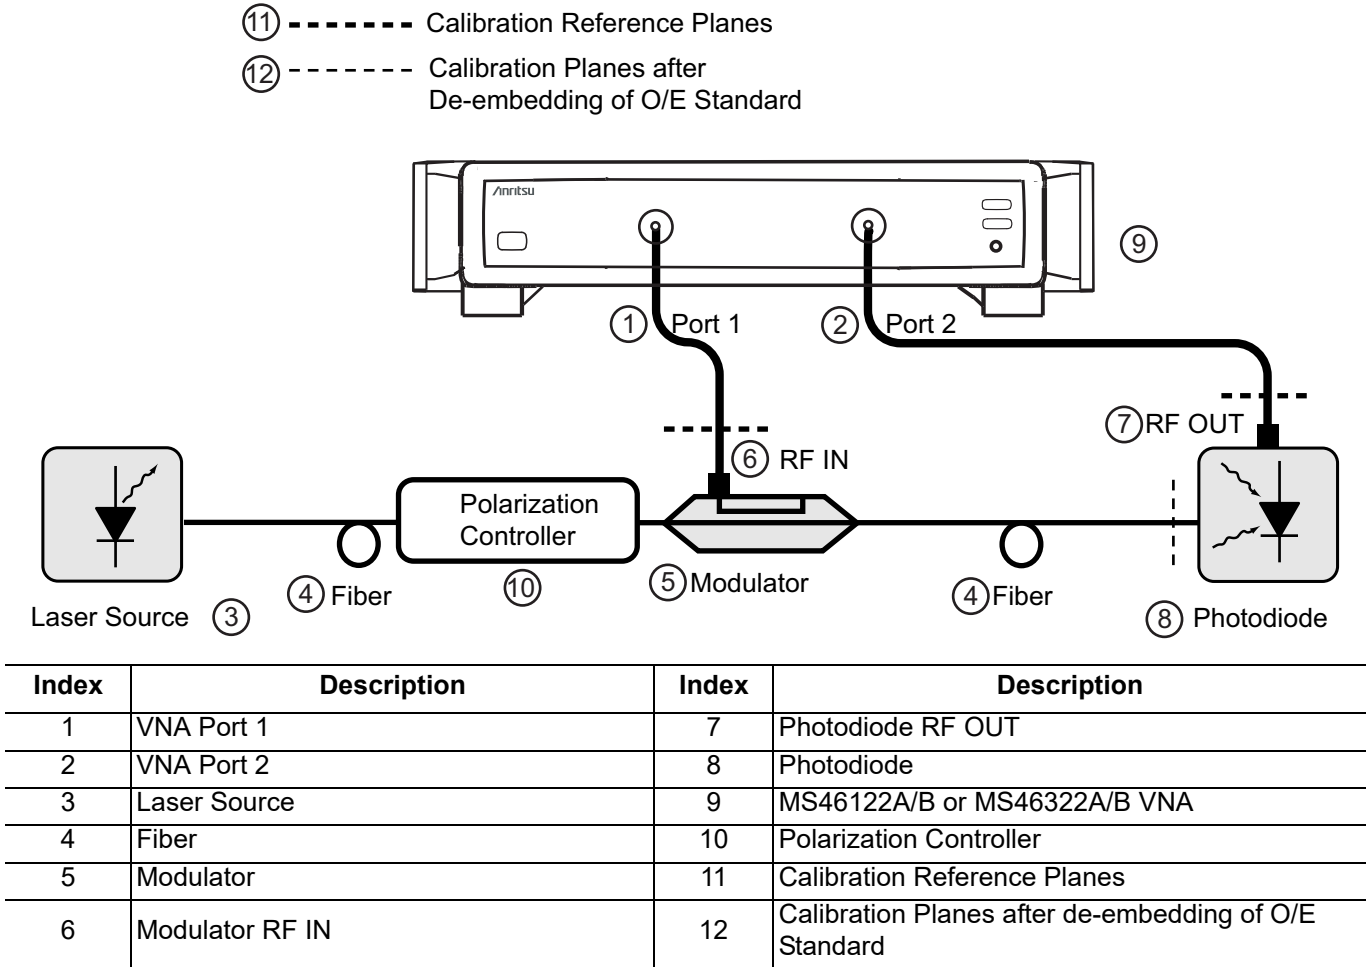 11 Calibration Reference Planes
12 Calibration Planes after
De-embedding of O/E Standard
Anritsu
9
1 Port 1
2 Port 2
7 RF OUT
6 RF IN
Polarization
Controller
4 Fiber
10
5 Modulator
4 Fiber
Laser Source 3
8 Photodiode
Index Description Index Description
1 VNA Port 1 7 Photodiode RF OUT
2 VNA Port 2 8 Photodiode
3 Laser Source 9 MS46122A/B or MS46322A/B VNA
4 Fiber 10 Polarization Controller
5 Modulator 11 Calibration Reference Planes
6 Modulator RF IN 12 Calibration Planes after de-embedding of O/E
Standard